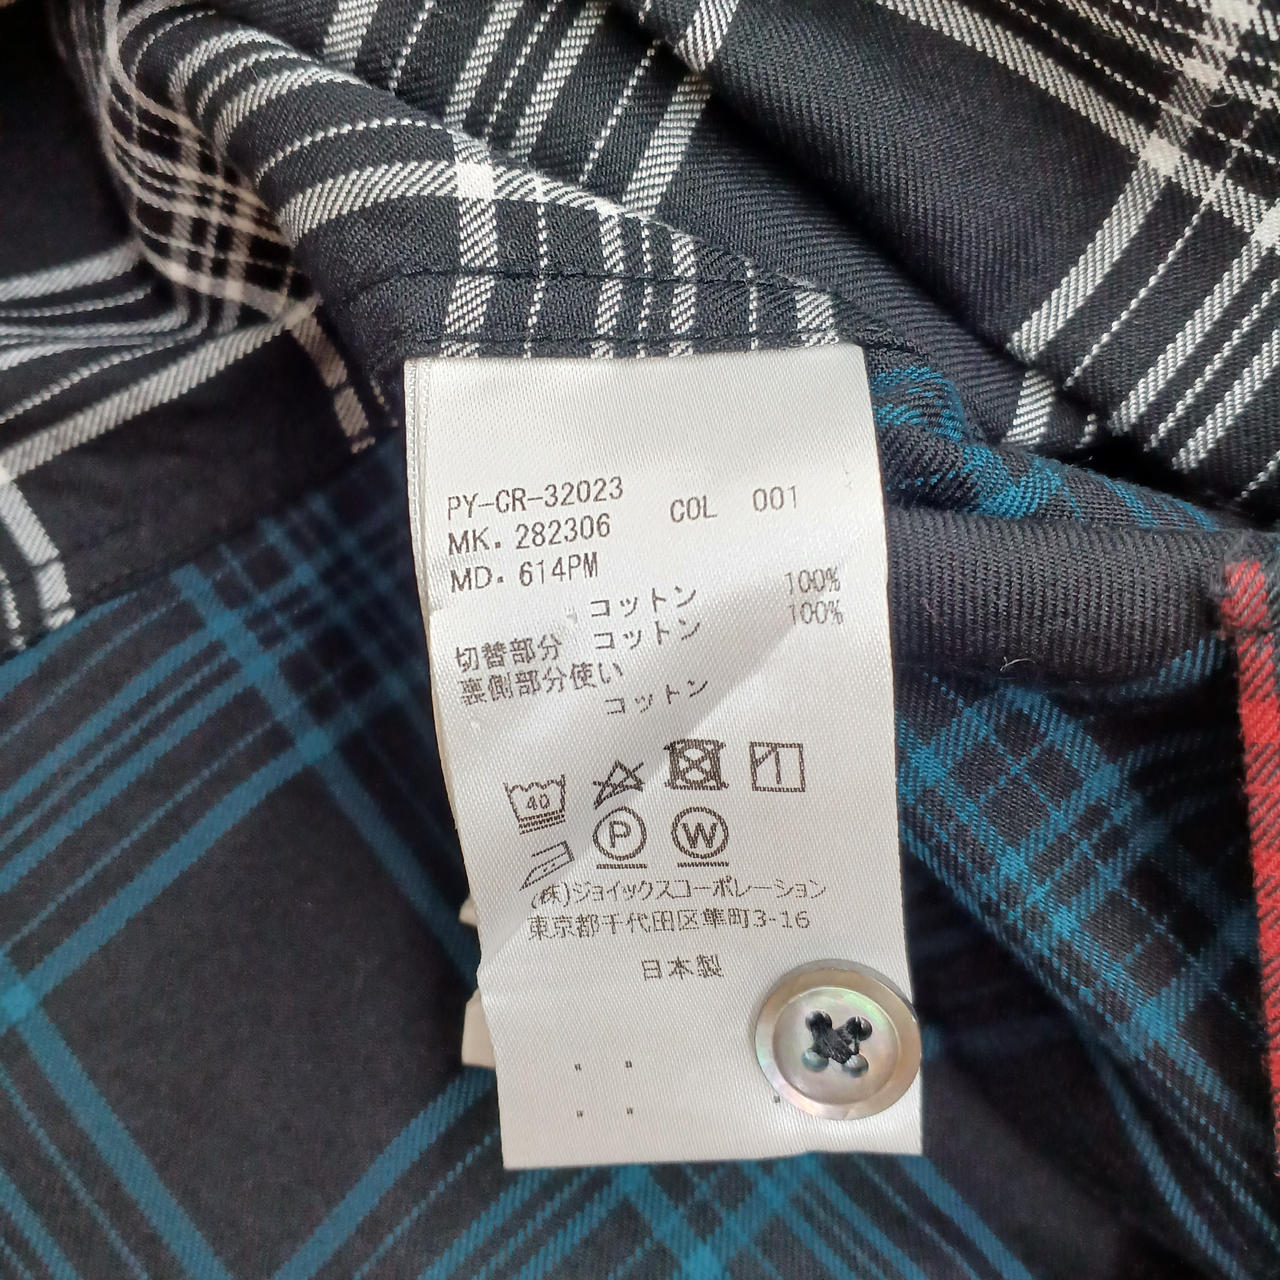 PY-CR-32023
MK. 282306 COL 001
MD. 614PM
コットン 100%
切替部分 コットン 100%
裏側部分使い
コットン
40
P W
(株)ジョイックスコーポレーション
東京都千代田区隼町3-16
日本製